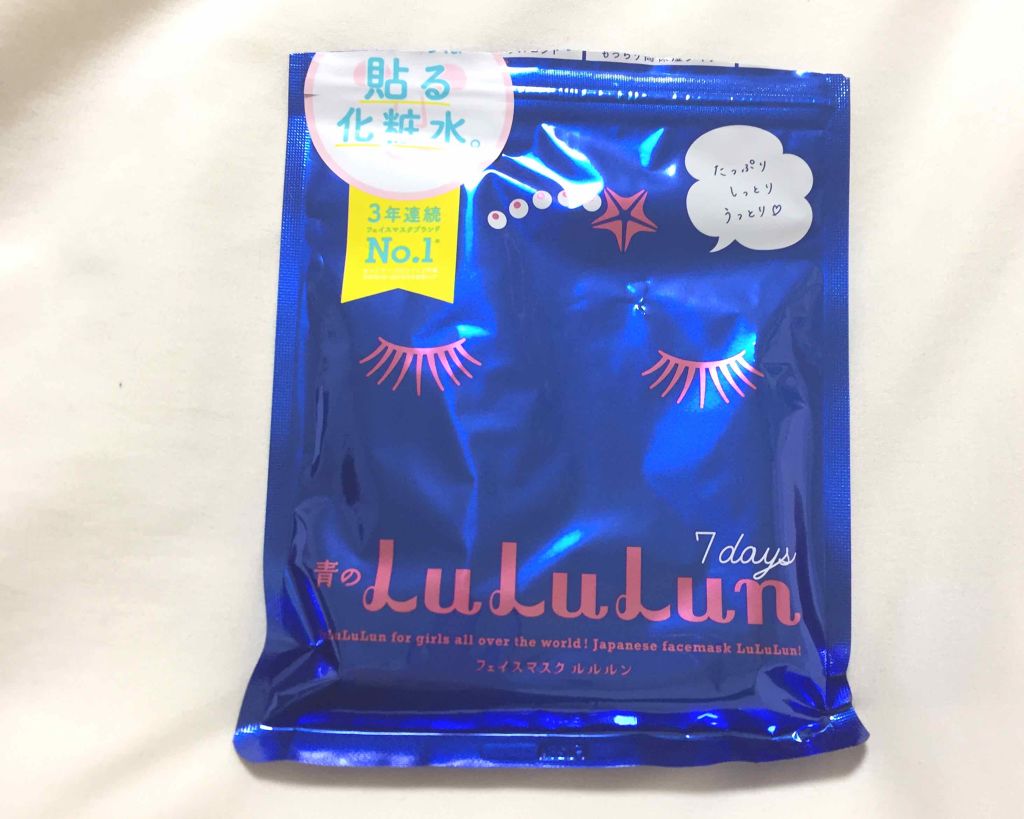 貼る
化粧水。
3年連続
フェイスマスクブランド
No.1
たっぷり
しっとり
うっとり♡
7days
青の
LuLuLun
LuLuLun for girls all over the world! Japanese facemask LuLuLun!
フェイスマスク ルルルン